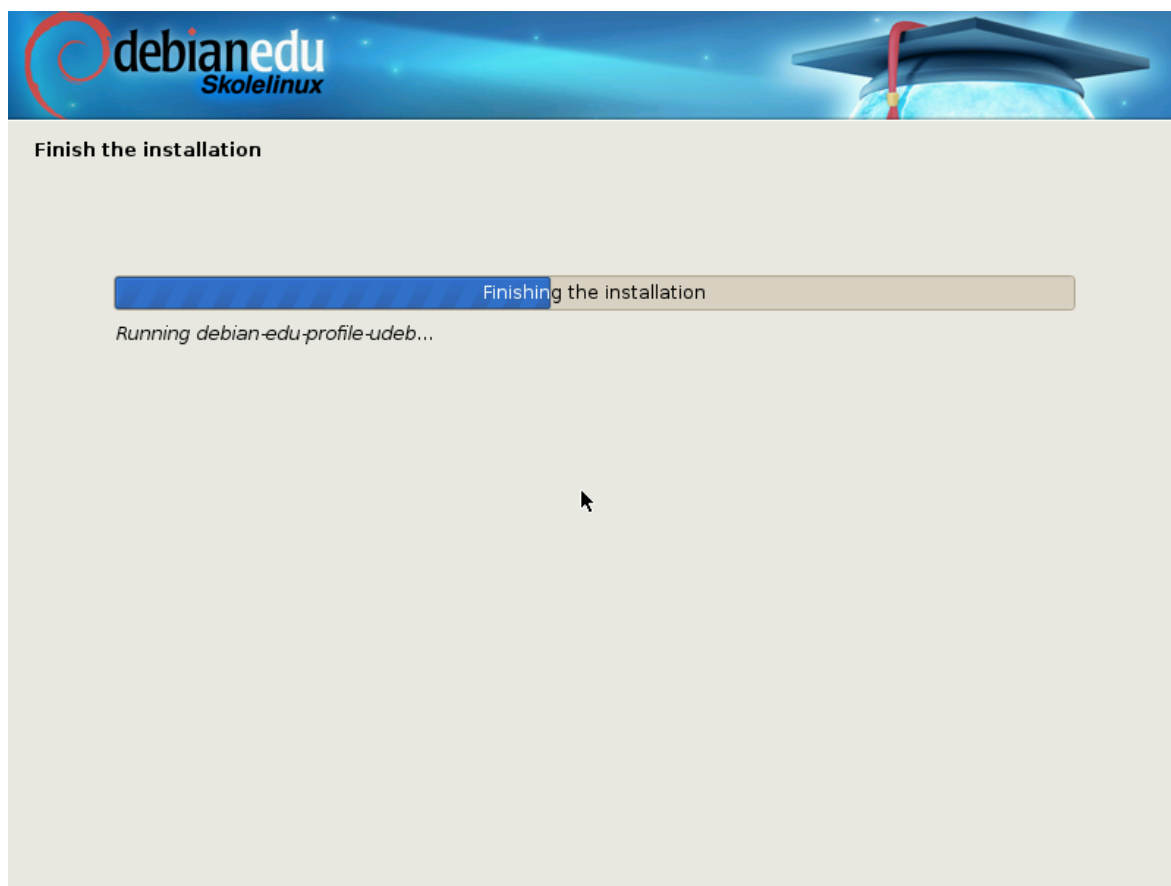 debianedu
Skolelinux
Finish the installation
Finishing the installation
Running debian-edu-profile-udeb...